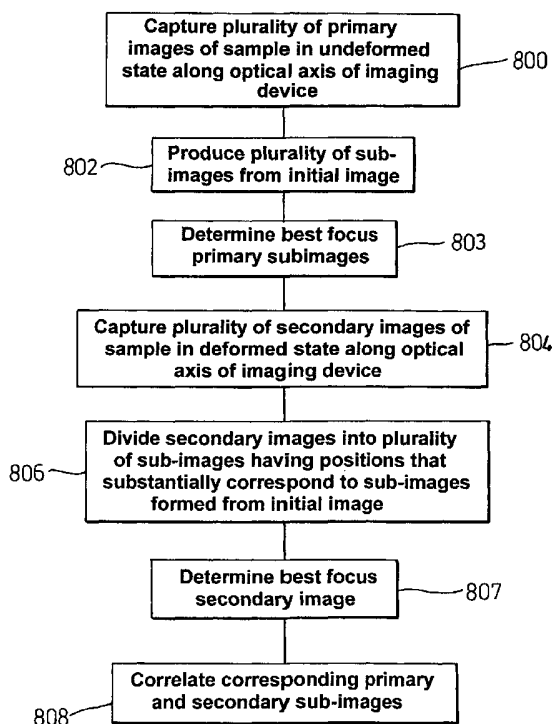 Capture plurality of primary
images of sample in undeformed
state along optical axis of imaging
device
800
802
Produce plurality of sub-
images from initial image
Determine best focus
primary subimages
803
Capture plurality of secondary images of
sample in deformed state along optical
axis of imaging device
804
806
Divide secondary images into plurality
of sub-images having positions that
substantially correspond to sub-images
formed from initial image
Determine best focus
secondary image
807
Correlate corresponding primary
and secondary sub-images
808